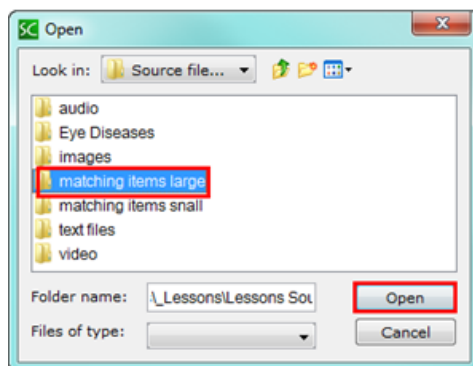 SC Open
Look in: Source file...
audio
Eye Diseases
images
matching items large
matching items snall
text files
video
Folder name: .\_Lessons\Lessons Sou
Open
Files of type:
Cancel